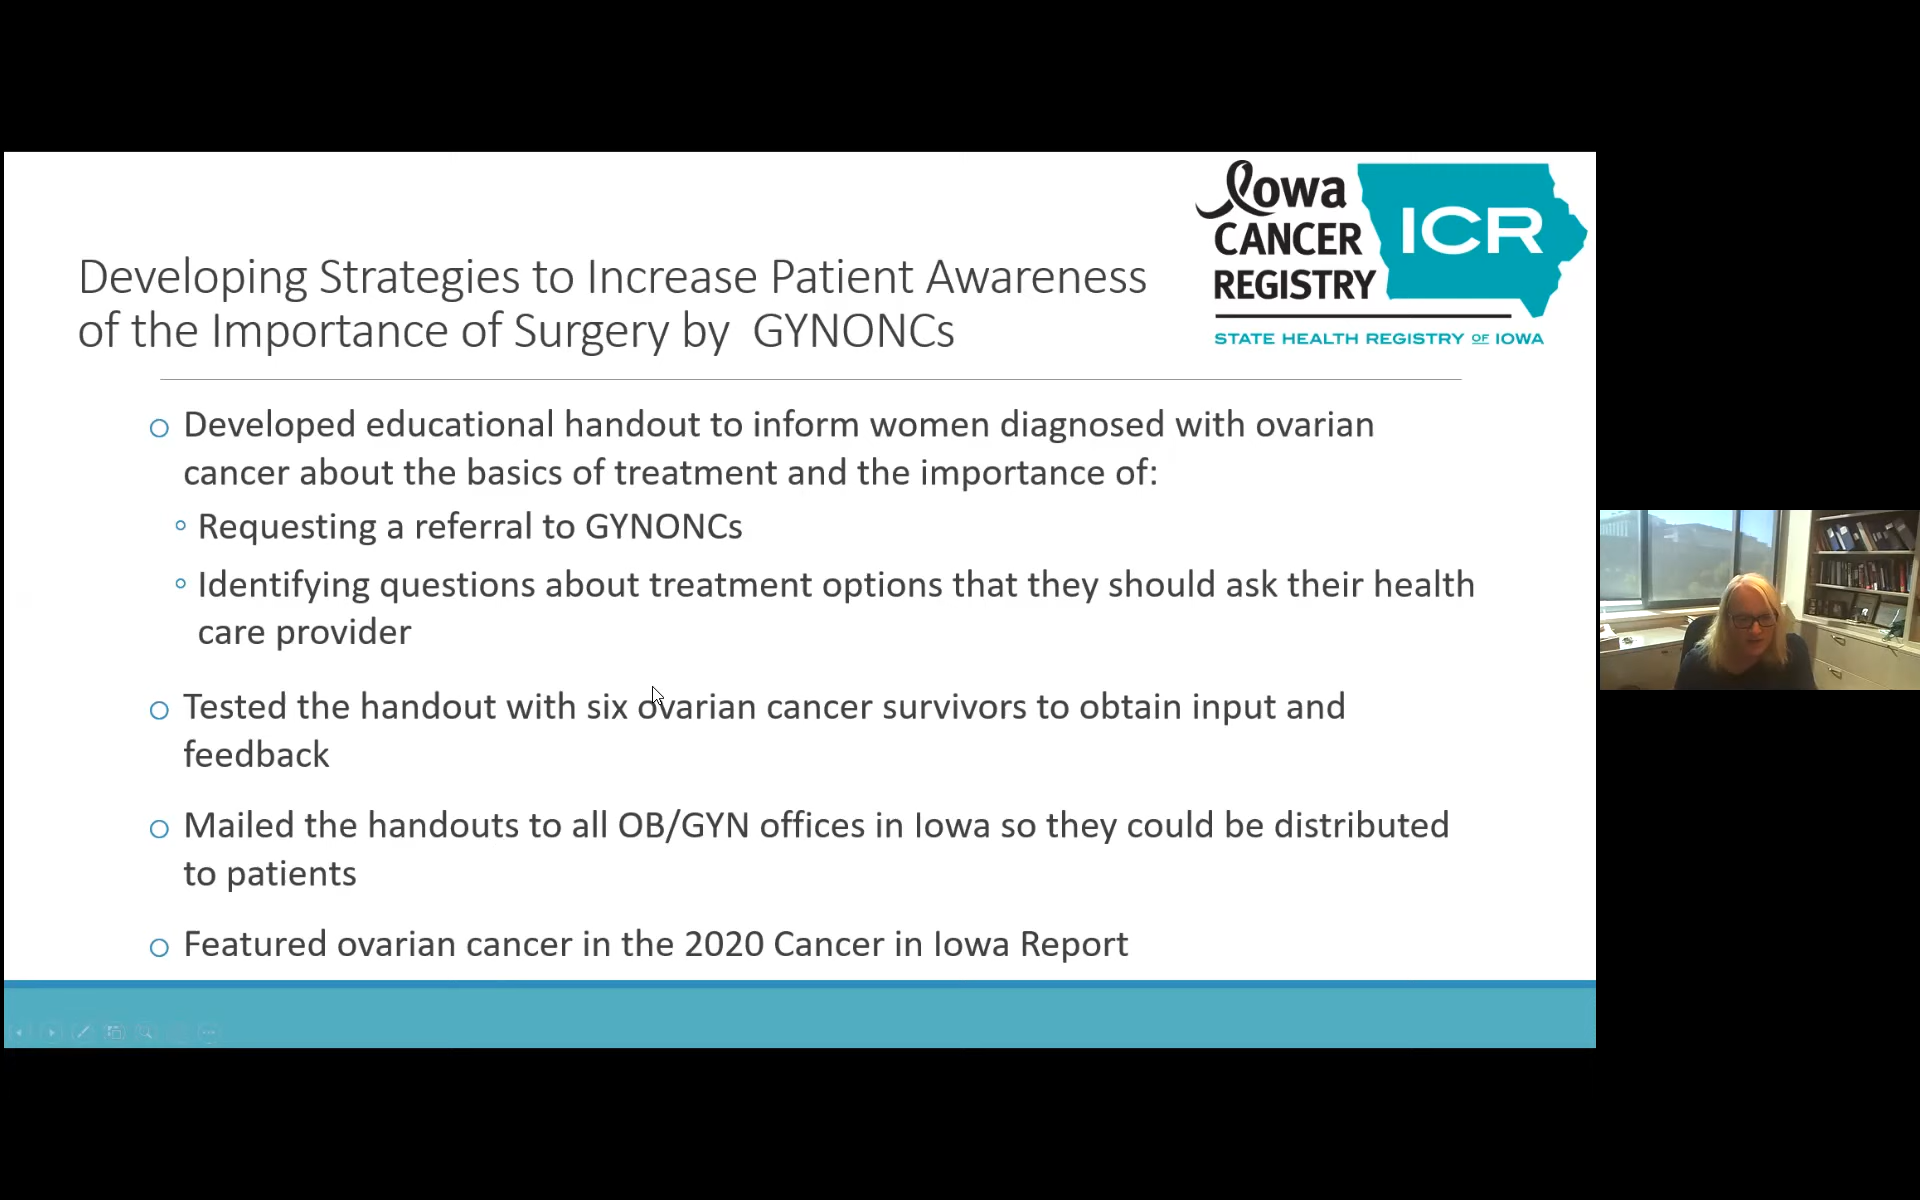 Iowa
CANCER
REGISTRY
ICR
STATE HEALTH REGISTRY OF IOWA
Developing Strategies to Increase Patient Awareness
of the Importance of Surgery by GYNONCs
Developed educational handout to inform women diagnosed with ovarian
cancer about the basics of treatment and the importance of:
Requesting a referral to GYNONCs
Identifying questions about treatment options that they should ask their health
care provider
Tested the handout with six ovarian cancer survivors to obtain input and
feedback
Mailed the handouts to all OB/GYN offices in Iowa so they could be distributed
to patients
Featured ovarian cancer in the 2020 Cancer in Iowa Report